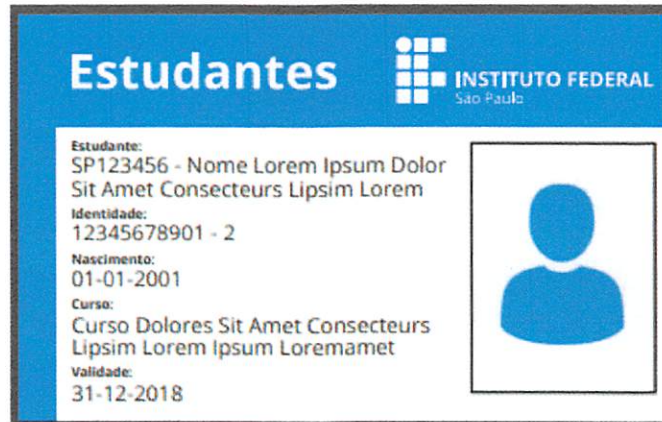 Estudantes
INSTITUTO FEDERAL
São Paulo
Estudante:
SP123456 - Nome Lorem Ipsum Dolor
Sit Amet Consecteurs Lipsim Lorem
Identidade:
12345678901 - 2
Nascimento:
01-01-2001
Curso:
Curso Dolores Sit Amet Consecteurs
Lipsim Lorem Ipsum Loremamet
Validade:
31-12-2018